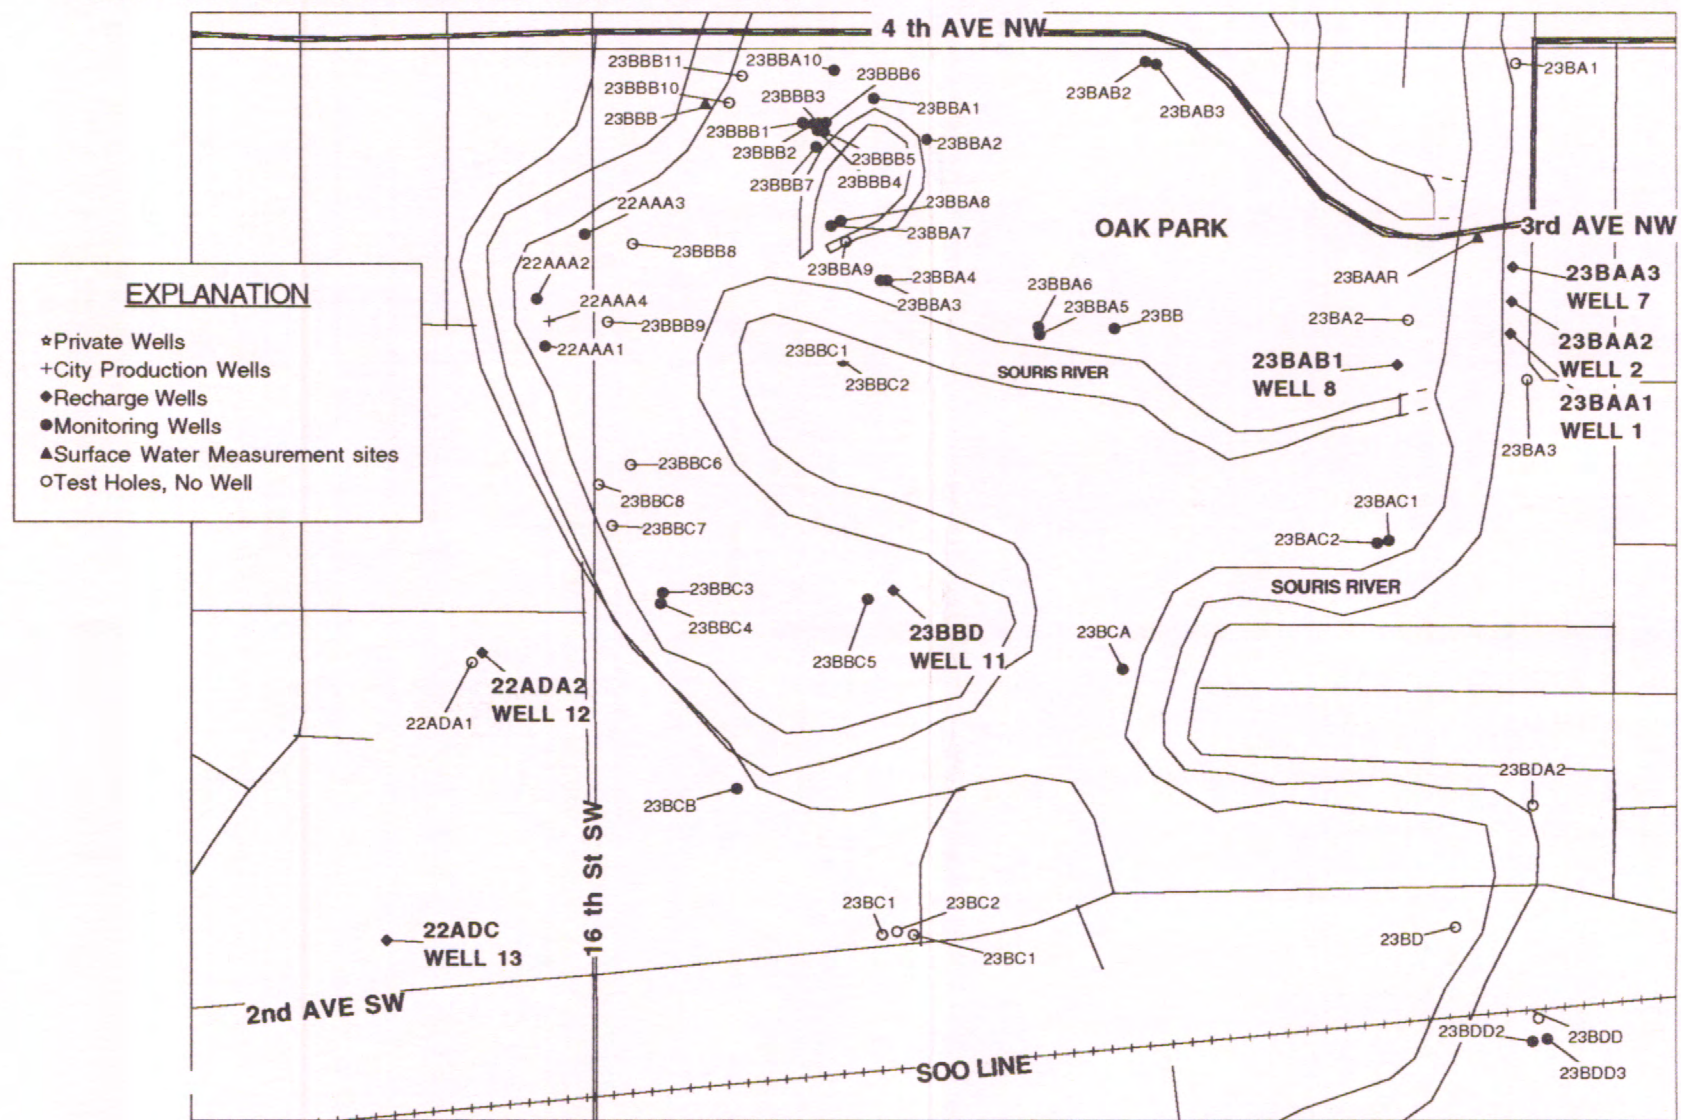 4 th AVE NW
23BBB11
23BBA10
23BBB6
23BA1
23BBB10
23BBB3
23BBA1
23BAB2
23BAB3
23BBB
23BBB1
23BBA2
23BBB2
23BBB5
23BBB7
23BBB4
22AAA3
23BBA8
OAK PARK
3rd AVE NW
23BBA7
23BBB8
22AAA2
23BBA9
23BBA4
23BBA6
23BAAR
23BAA3
WELL 7
22AAA4
23BBA3
23BBA5
23BBB9
23BB
23BA2
22AAA1
23BBC1
23BBC2
SOURIS RIVER
23BAB1
WELL 8
23BAA2
WELL 2
23BAA1
WELL 1
23BA3
EXPLANATION
Private Wells
+City Production Wells
Recharge Wells
Monitoring Wells
Surface Water Measurement sites
Test Holes, No Well
23BBC6
23BBC8
23BBC7
23BAC1
23BAC2
SOURIS RIVER
23BBC3
23BBC4
23BBD
WELL 11
23BBC5
23BCA
22ADA2
WELL 12
22ADA1
23BDA2
23BCB
16 th St SW
23BC1
23BC2
23BC1
23BD
22ADC
WELL 13
2nd AVE SW
SOO LINE
23BDD2
23BDD
23BDD3